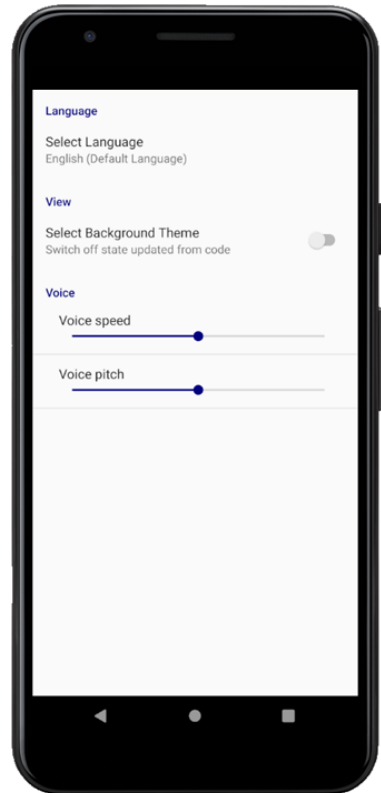 Language
Select Language
English (Default Language)
View
Select Background Theme
Switch off state updated from code
Voice
Voice speed
Voice pitch